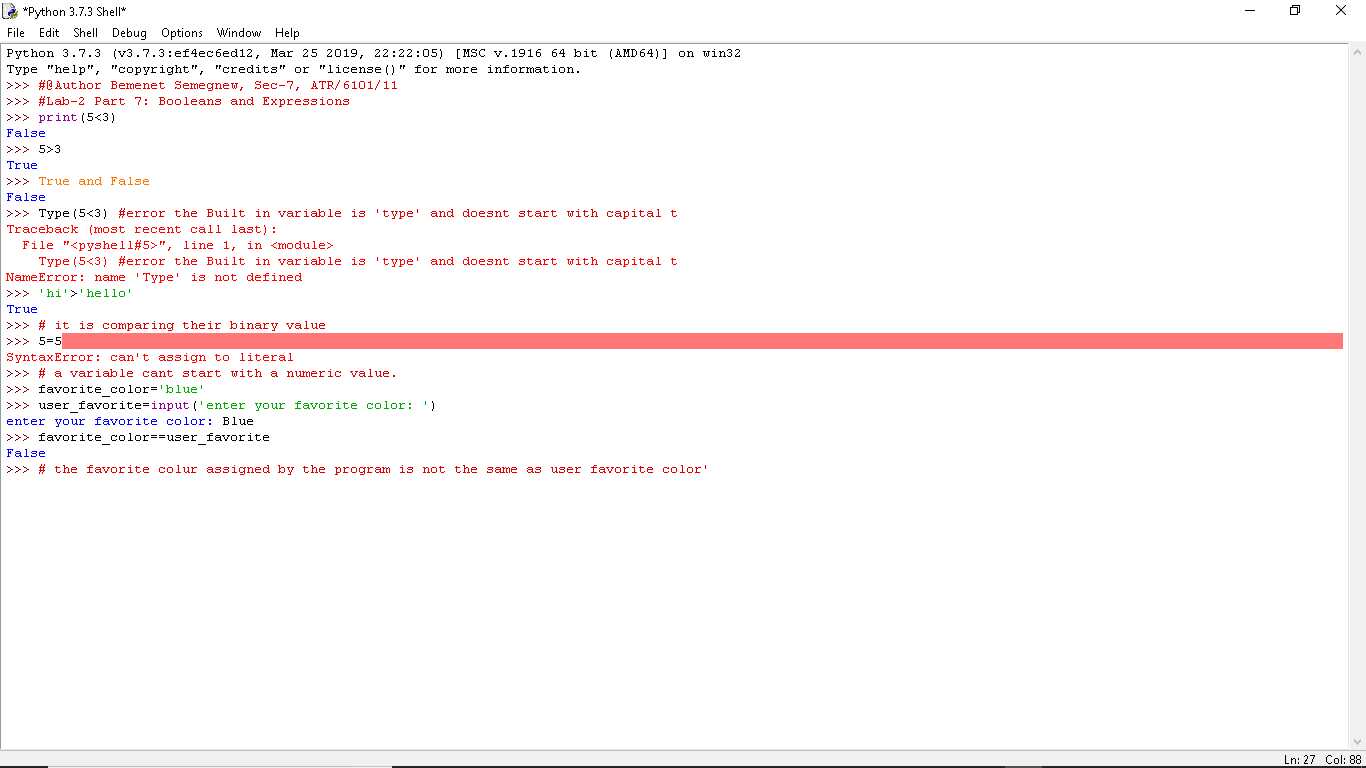 *Python 3.7.3 Shell*
File Edit Shell Debug Options Window Help
Python 3.7.3 (v3.7.3:ef4ec6ed12, Mar 25 2019, 22:22:05) [MSC v.1916 64 bit (AMD64)] on win32
Type "help", "copyright", "credits" or "license()" for more information.
>>> #@Author Bemenet Semegnew, Sec-7, ATR/6101/11
>>> #Lab-2 Part 7: Booleans and Expressions
>>> print(5<3)
False
>>> 5>3
True
>>> True and False
False
>>> Type(5<3) #error the Built in variable is 'type' and doesnt start with capital t
Traceback (most recent call last):
  File "<pyshell#5>", line 1, in <module>
    Type(5<3) #error the Built in variable is 'type' and doesnt start with capital t
NameError: name 'Type' is not defined
>>> 'hi'>'hello'
True
>>> # it is comparing their binary value
>>> 5=5
SyntaxError: can't assign to literal
>>> # a variable cant start with a numeric value.
>>> favorite_color='blue'
>>> user_favorite=input('enter your favorite color: ')
enter your favorite color: Blue
>>> favorite_color==user_favorite
False
>>> # the favorite colur assigned by the program is not the same as user favorite color'
Ln: 27 Col: 88